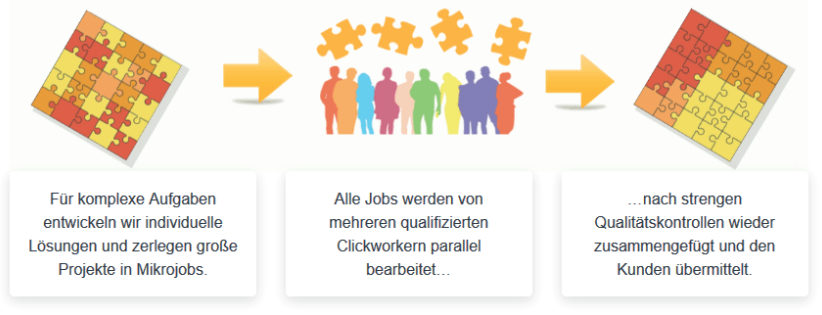 Für komplexe Aufgaben
entwickeln wir individuelle
Lösungen und zerlegen große
Projekte in Mikrojobs.
Alle Jobs werden von
mehreren qualifizierten
Clickworkern parallel
bearbeitet…
…nach strengen
Qualitätskontrollen wieder
zusammengefügt und den
Kunden übermittelt.